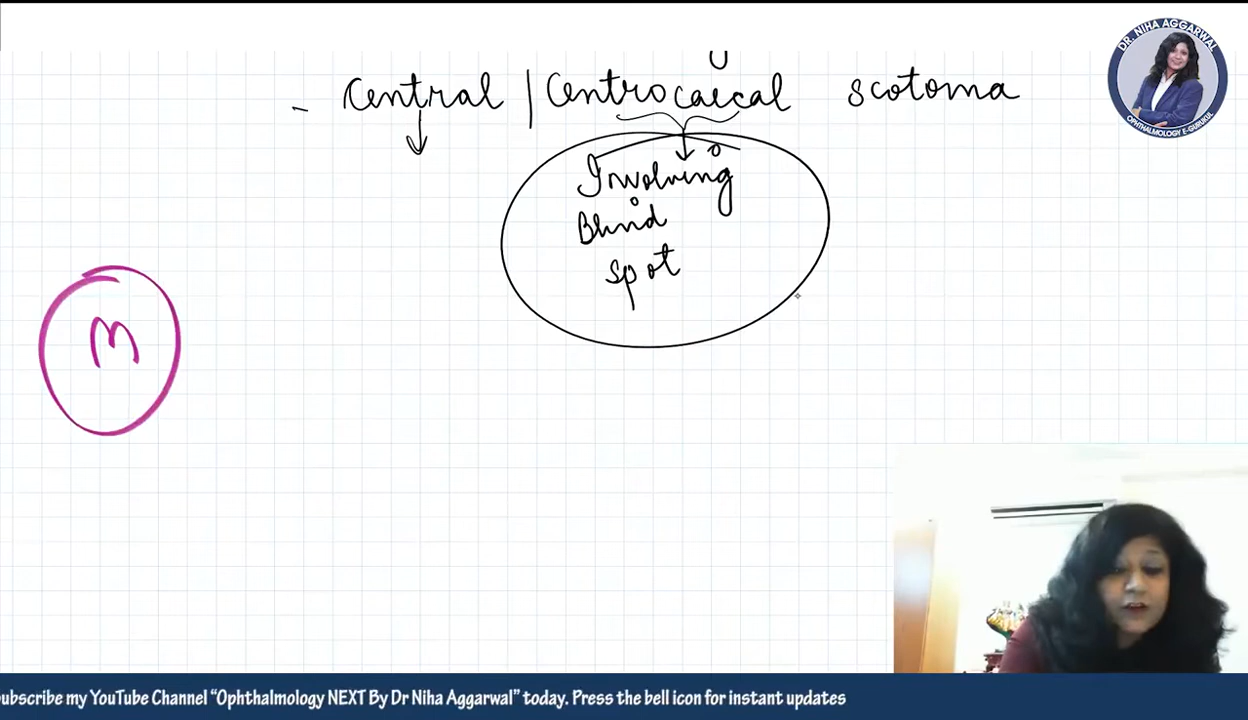 DR. NIHA AGGARWAL
OPHTHALMOLOGY E-GURUKUL
- Central | Centrocaecal scotoma
Involving
Blind
spot
M
ubscribe my YouTube Channel “Ophthalmology NEXT By Dr Niha Aggarwal” today. Press the bell icon for instant updates